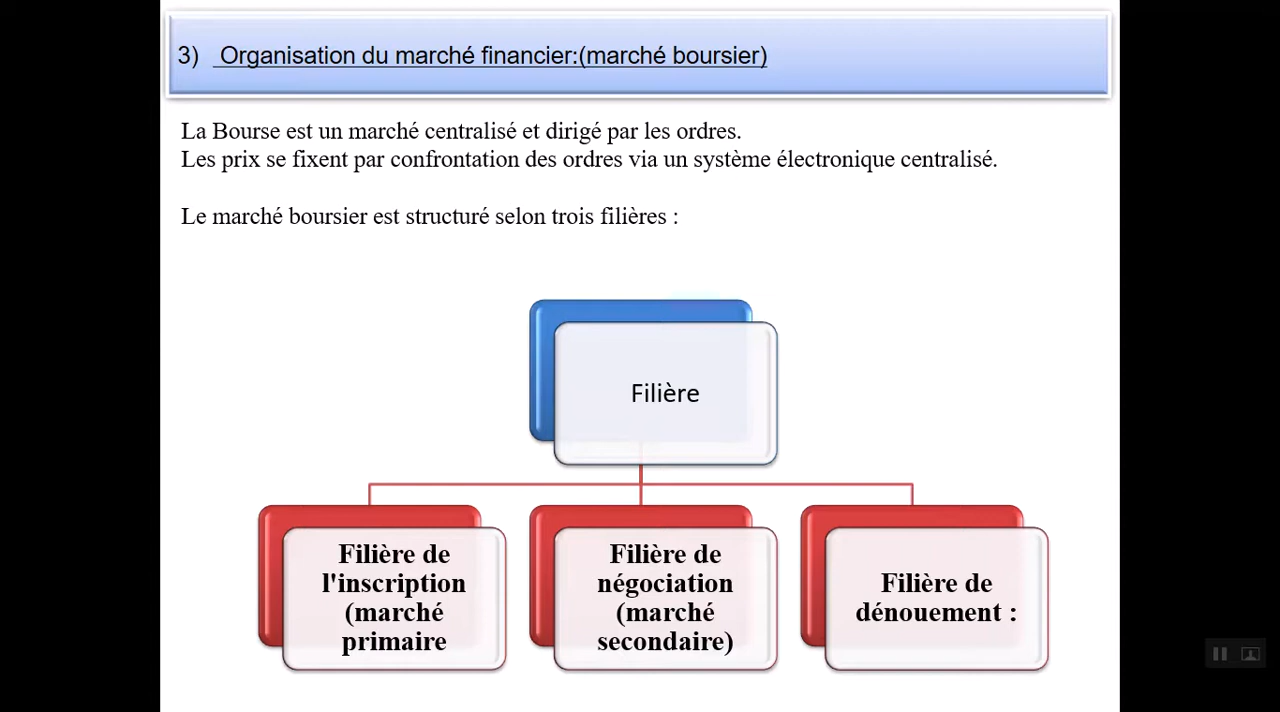 3) Organisation du marché financier:(marché boursier)
La Bourse est un marché centralisé et dirigé par les ordres.
Les prix se fixent par confrontation des ordres via un système électronique centralisé.
Le marché boursier est structuré selon trois filières :
Filière
Filière de
l'inscription
(marché
primaire
Filière de
négociation
(marché
secondaire)
Filière de
dénouement :